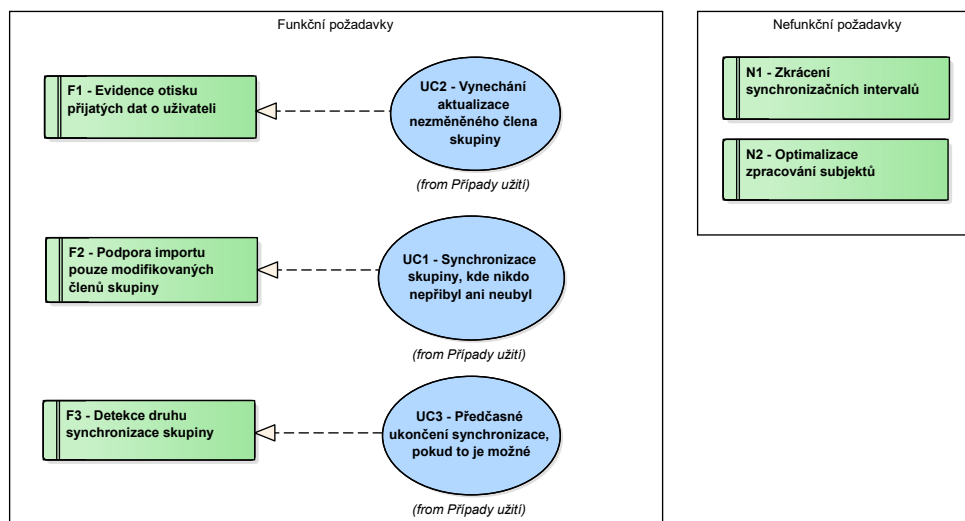 Funkční požadavky
F1 - Evidence otisku
přijatých dat o uživateli
UC2 - Vynechání
aktualizace
nezměněného člena
skupiny
(from Případy užití)
F2 - Podpora importu
pouze modifikovaných
členů skupiny
UC1 - Synchronizace
skupiny, kde nikdo
nepřibyl ani neubyl
(from Případy užití)
F3 - Detekce druhu
synchronizace skupiny
UC3 - Předčasné
ukončení synchronizace,
pokud to je možné
(from Případy užití)
Nefunkční požadavky
N1 - Zkrácení
synchronizačních intervalů
N2 - Optimalizace
zpracování subjektů